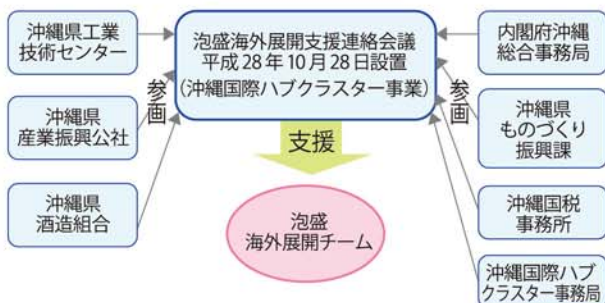 沖縄県工業
技術センター
沖縄県
産業振興公社
沖縄県
酒造組合
参画
泡盛海外展開支援連絡会議
平成28年10月28日設置
(沖縄国際ハブクラスター事業)
支援
泡盛
海外展開チーム
参画
内閣府沖縄
総合事務局
沖縄県
ものづくり
振興課
沖縄国税
事務所
沖縄国際ハブ
クラスター事務局